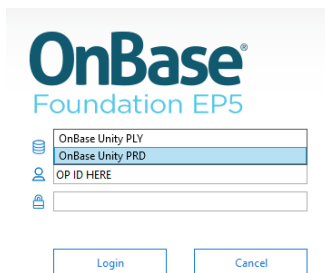 OnBase®
Foundation EP5
OnBase Unity PLY
OnBase Unity PRD
OP ID HERE
Login Cancel